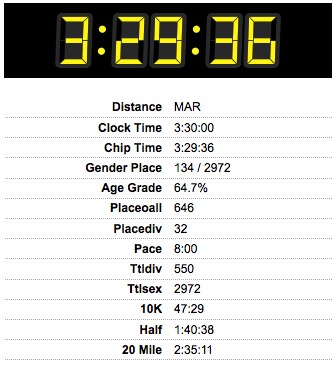 3:29:36
Distance MAR
Clock Time 3:30:00
Chip Time 3:29:36
Gender Place 134 / 2972
Age Grade 64.7%
Placeoall 646
Placediv 32
Pace 8:00
Ttldiv 550
Ttlsex 2972
10K 47:29
Half 1:40:38
20 Mile 2:35:11